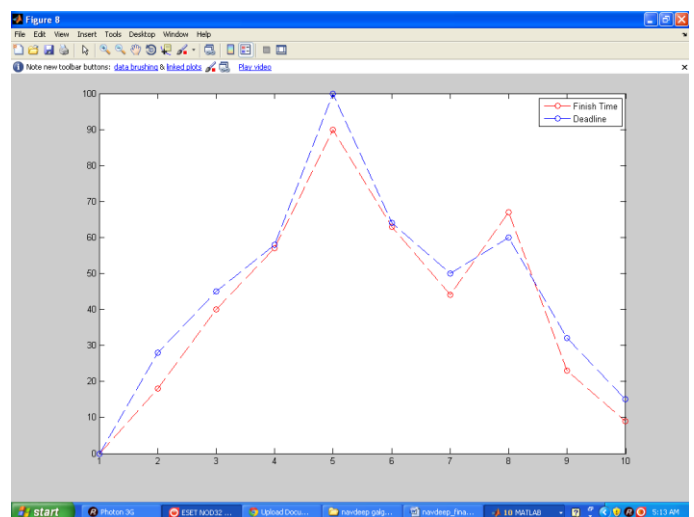 Figure 8
File Edit View Insert Tools Desktop Window Help
Note new toolbar buttons: data brushing & linked plots Play video
100
90
80
70
60
50
40
30
20
10
0
1 2 3 4 5 6 7 8 9 10
Finish Time
Deadline
start Photon 3G ESET NOD32 ... Upload Docu... navdeep galg... navdeep_fina... 10 MATLAB 5:13 AM